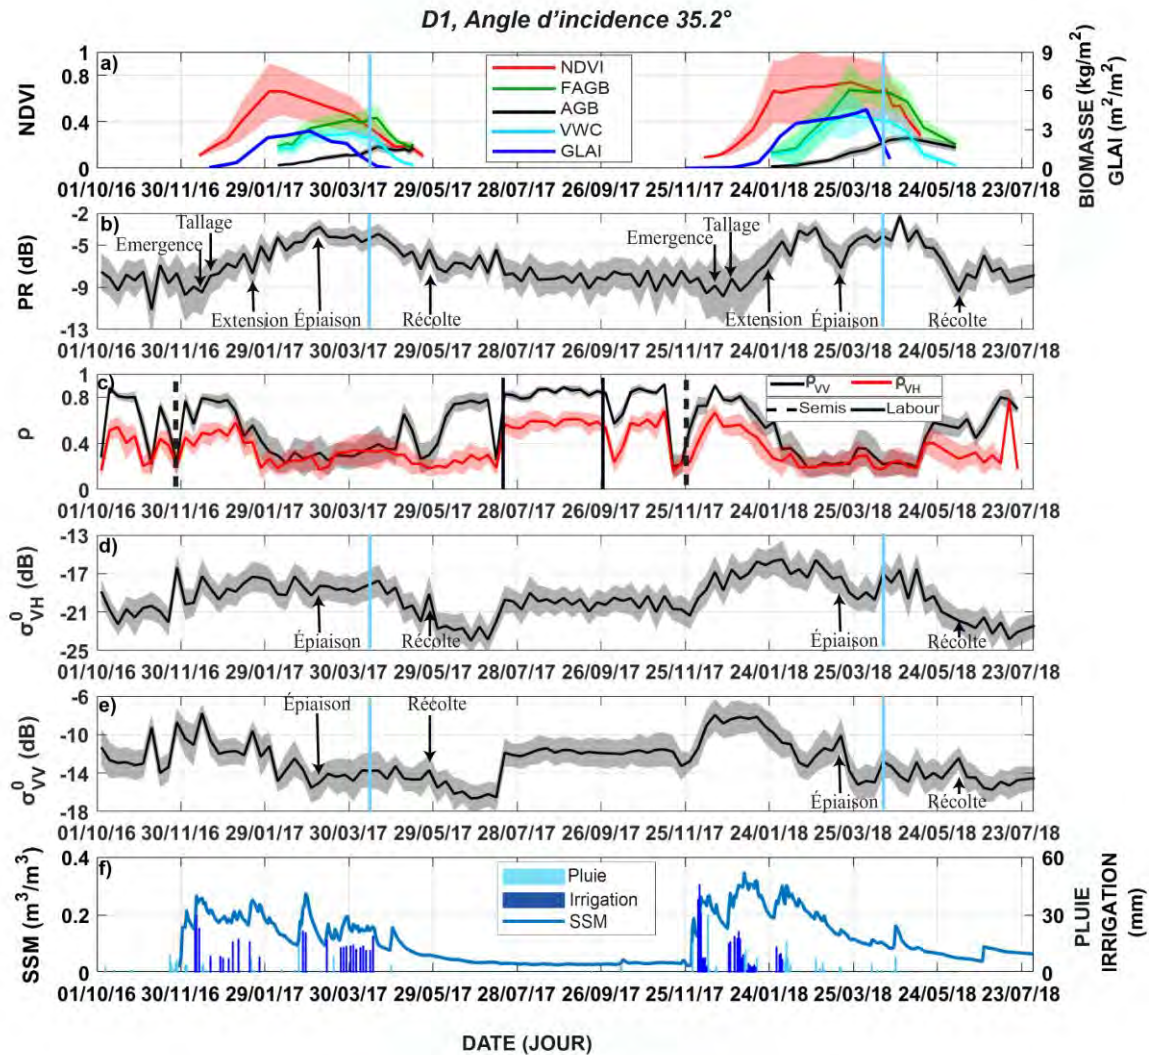 D1, Angle d'incidence 35.2°
a)
NDVI
1
0.8
0.4
0
NDVI
FAGB
AGB
VWC
GLAI
9
6
3
0
BIOMASSE (kg/m²)
GLAI (m²/m²)
01/10/16 30/11/16 29/01/17 30/03/17 29/05/17 28/07/17 26/09/17 25/11/17 24/01/18 25/03/18 24/05/18 23/07/18
b)
PR (dB)
-2
-5
-9
-13
Tallage
Emergence
Extension
Épiaison
Récolte
Emergence
Tallage
Extension
Épiaison
Récolte
01/10/16 30/11/16 29/01/17 30/03/17 29/05/17 28/07/17 26/09/17 25/11/17 24/01/18 25/03/18 24/05/18 23/07/18
c)
ρ
1
0.8
0.4
0
ρVV ρVH
Semis Labour
01/10/16 30/11/16 29/01/17 30/03/17 29/05/17 28/07/17 26/09/17 25/11/17 24/01/18 25/03/18 24/05/18 23/07/18
d)
σ⁰VH (dB)
-13
-17
-21
-25
Épiaison
Récolte
Épiaison
Récolte
01/10/16 30/11/16 29/01/17 30/03/17 29/05/17 28/07/17 26/09/17 25/11/17 24/01/18 25/03/18 24/05/18 23/07/18
e)
σ⁰VV (dB)
-6
-10
-14
-18
Épiaison
Récolte
Épiaison
Récolte
01/10/16 30/11/16 29/01/17 30/03/17 29/05/17 28/07/17 26/09/17 25/11/17 24/01/18 25/03/18 24/05/18 23/07/18
f)
SSM (m³/m³)
0.4
0.2
0
Pluie
Irrigation
SSM
60
30
0
PLUIE
IRRIGATION
(mm)
01/10/16 30/11/16 29/01/17 30/03/17 29/05/17 28/07/17 26/09/17 25/11/17 24/01/18 25/03/18 24/05/18 23/07/18
DATE (JOUR)